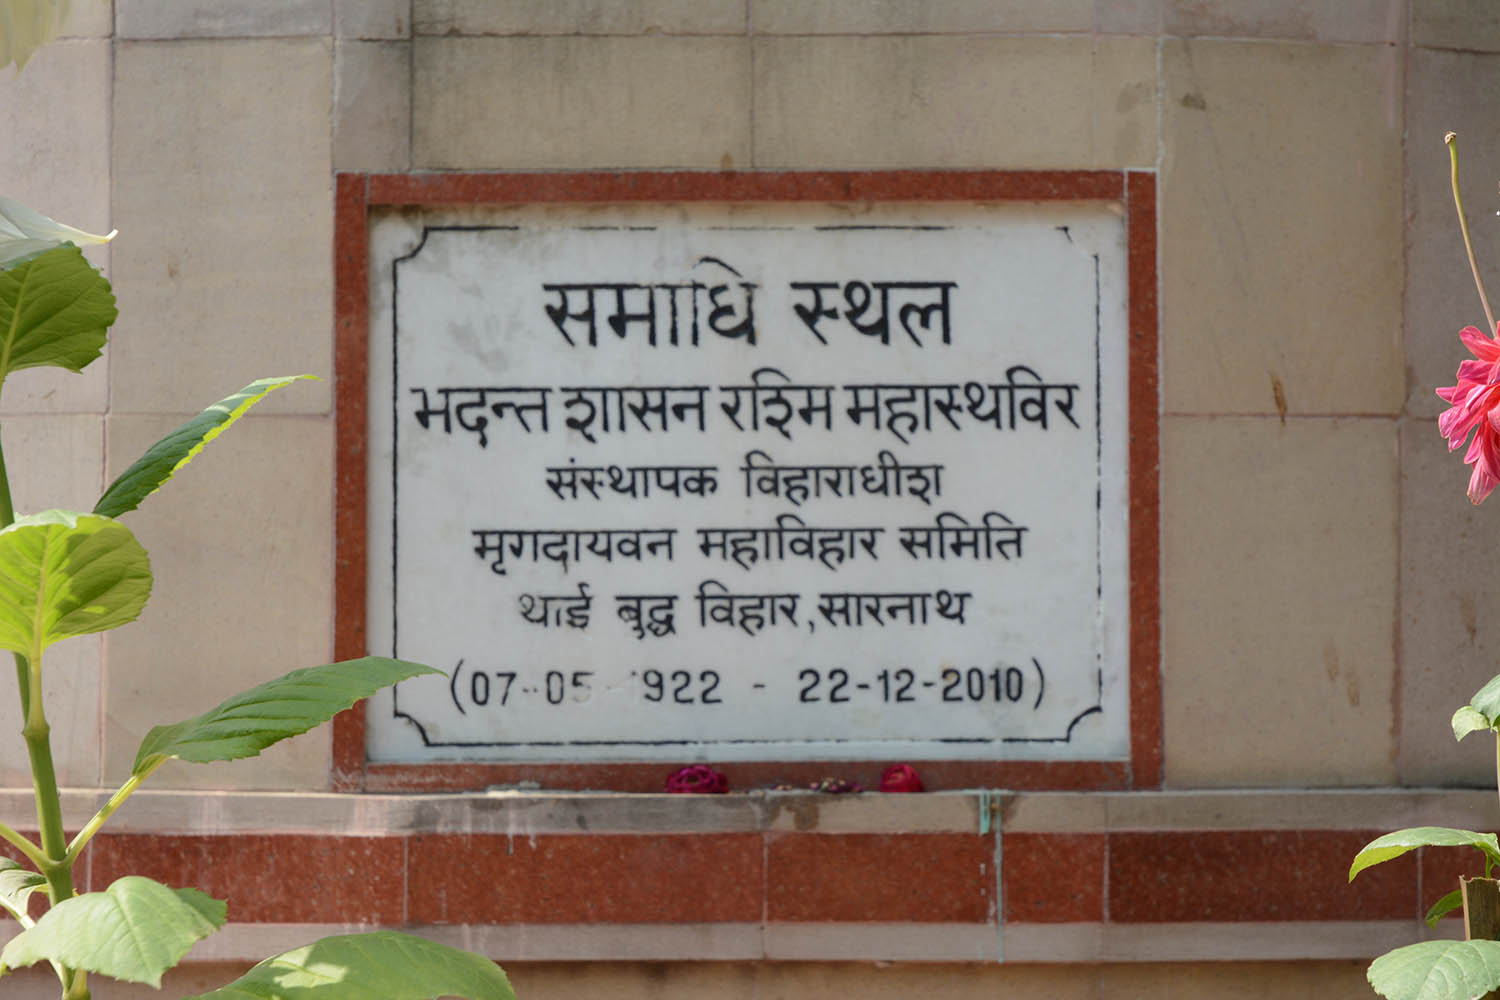 समाधि स्थल
भदन्त शासन रश्मि महास्थविर
संस्थापक विहाराधीश
मृगदायवन महाविहार समिति
थाई बुद्ध विहार, सारनाथ
(07-05-1922 - 22-12-2010)